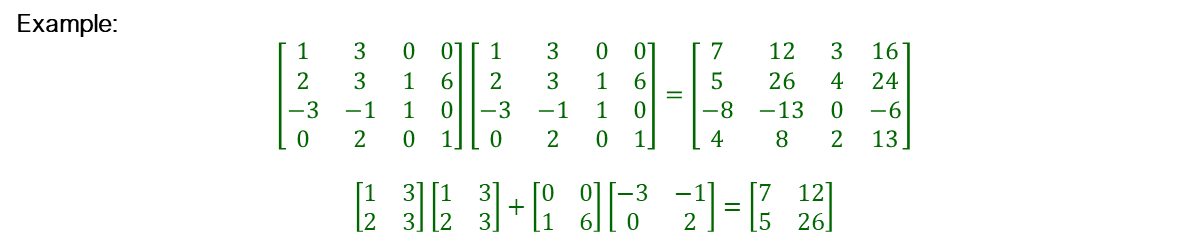 Example:
[1 3 0 0; 2 3 1 6; −3 −1 1 0; 0 2 0 1] [1 3 0 0; 2 3 1 6; −3 −1 1 0; 0 2 0 1] = [7 12 3 16; 5 26 4 24; −8 −13 0 −6; 4 8 2 13]
[1 3; 2 3] [1 3; 2 3] + [0 0; 1 6] [−3 −1; 0 2] = [7 12; 5 26]